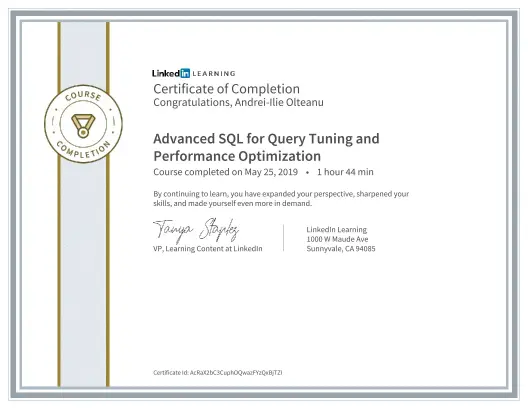 COURSE
COMPLETION
Linked in LEARNING
Certificate of Completion
Congratulations, Andrei-Ilie Olteanu
Advanced SQL for Query Tuning and
Performance Optimization
Course completed on May 25, 2019 • 1 hour 44 min
By continuing to learn, you have expanded your perspective, sharpened your
skills, and made yourself even more in demand.
Tanya Staples
VP, Learning Content at LinkedIn
LinkedIn Learning
1000 W Maude Ave
Sunnyvale, CA 94085
Certificate Id: